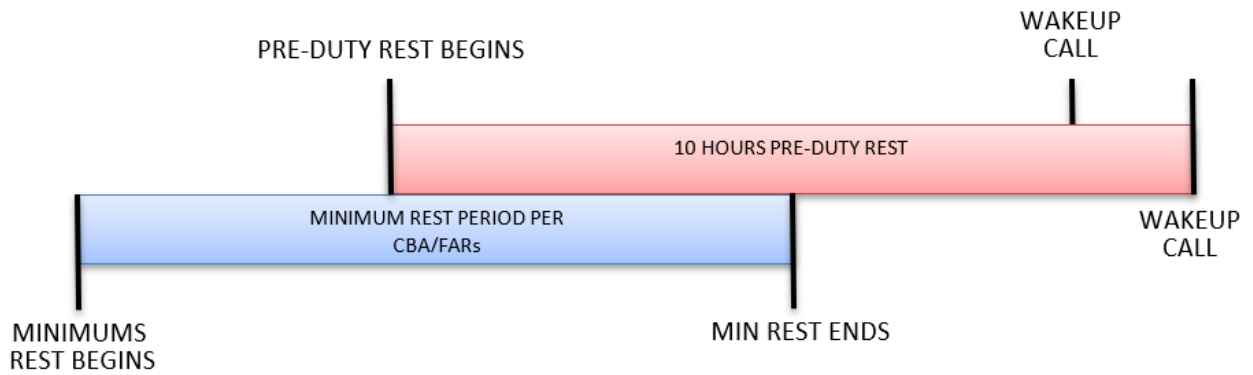 WAKEUP
CALL
PRE-DUTY REST BEGINS
10 HOURS PRE-DUTY REST
MINIMUM REST PERIOD PER
CBA/FARs
WAKEUP
CALL
MINIMUMS
REST BEGINS
MIN REST ENDS